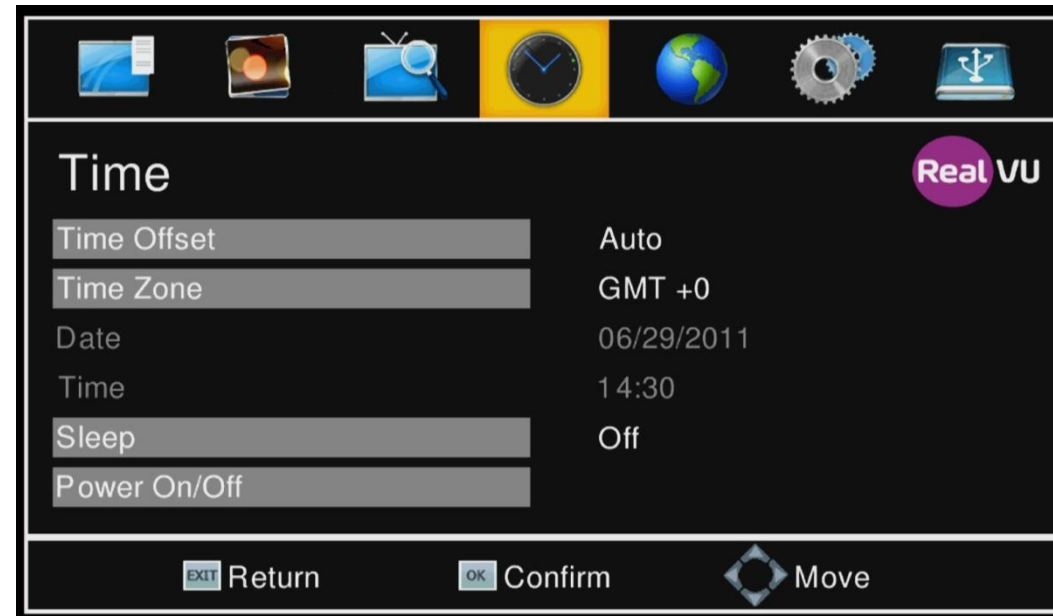 Time
Real VU
Time Offset Auto
Time Zone GMT +0
Date 06/29/2011
Time 14:30
Sleep Off
Power On/Off
EXIT Return OK Confirm Move